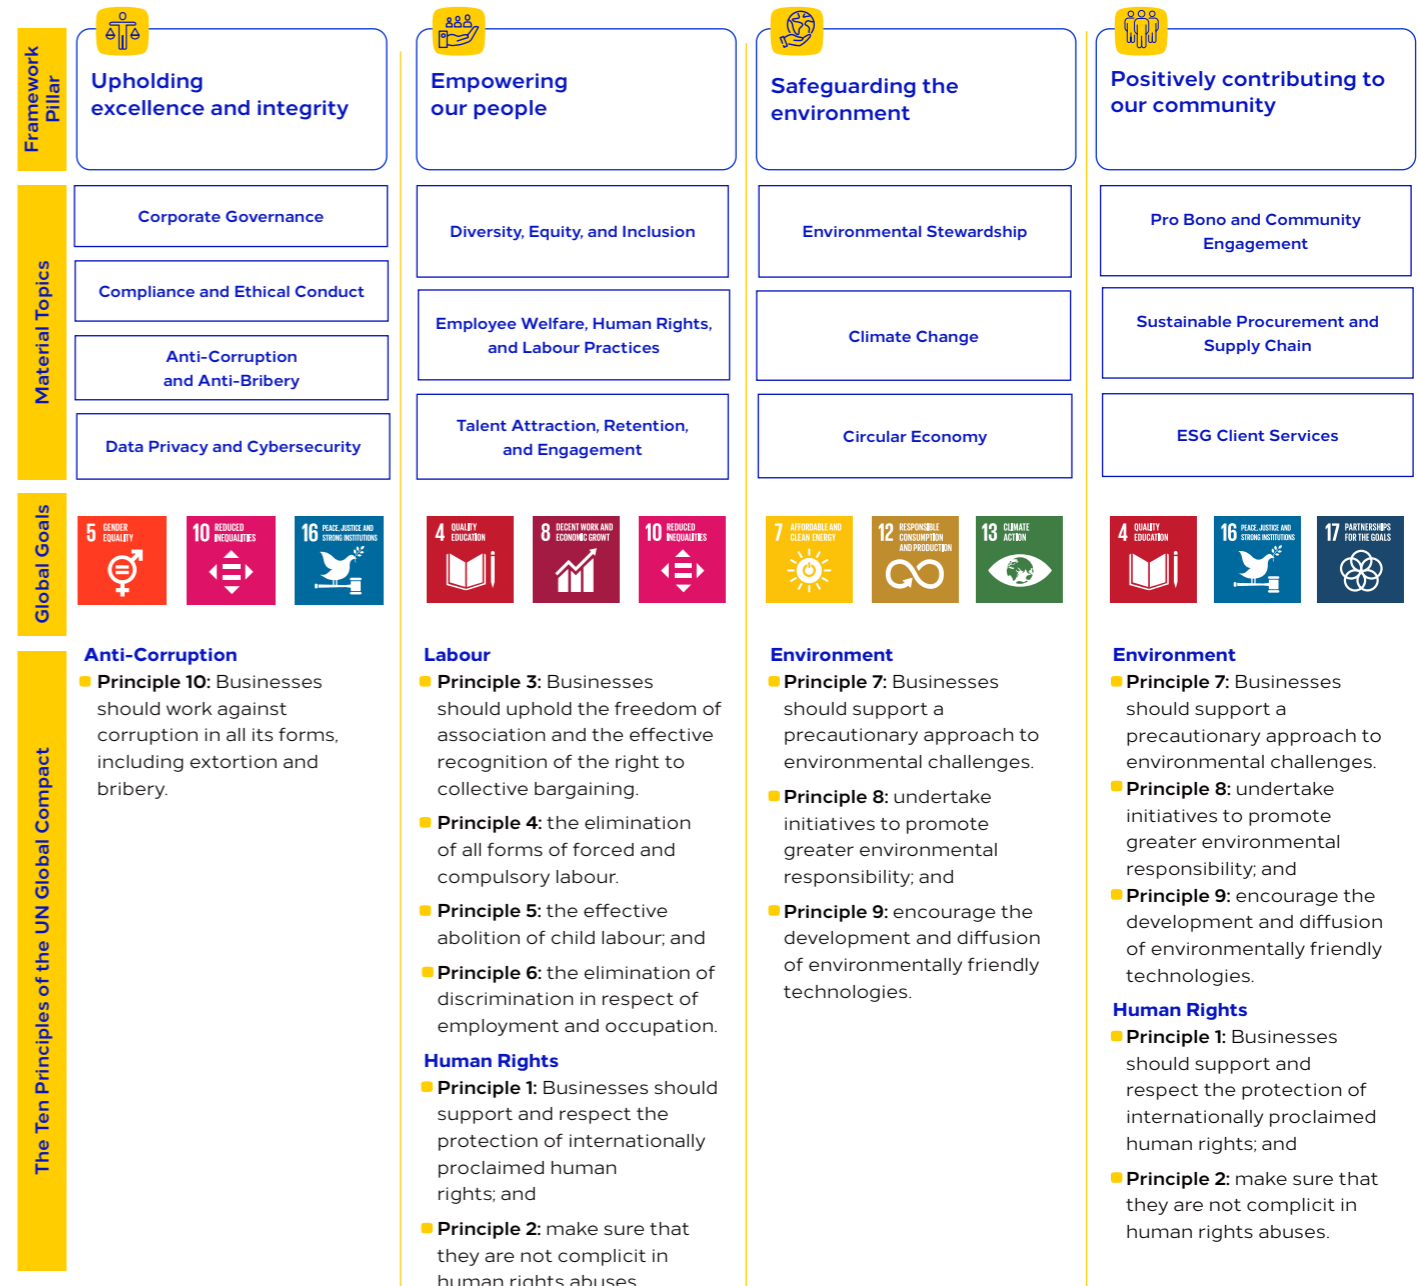 Framework
Pillar
Upholding
excellence and integrity
Empowering
our people
Safeguarding the
environment
Positively contributing to
our community
Material Topics
Corporate Governance
Compliance and Ethical Conduct
Anti-Corruption
and Anti-Bribery
Data Privacy and Cybersecurity
Diversity, Equity, and Inclusion
Employee Welfare, Human Rights,
and Labour Practices
Talent Attraction, Retention,
and Engagement
Environmental Stewardship
Climate Change
Circular Economy
Pro Bono and Community
Engagement
Sustainable Procurement and
Supply Chain
ESG Client Services
Global Goals
5 GENDER
EQUALITY
10 REDUCED
INEQUALITIES
16 PEACE, JUSTICE AND
STRONG INSTITUTIONS
4 QUALITY
EDUCATION
8 DECENT WORK AND
ECONOMIC GROWT
10 REDUCED
INEQUALITIES
7 AFFORDABLE AND
CLEAN ENERGY
12 RESPONSIBLE
CONSUMPTION
AND PRODUCTION
13 CLIMATE
ACTION
4 QUALITY
EDUCATION
16 PEACE, JUSTICE AND
STRONG INSTITUTIONS
17 PARTNERSHIPS
FOR THE GOALS
The Ten Principles of the UN Global Compact
Anti-Corruption
Principle 10: Businesses
should work against
corruption in all its forms,
including extortion and
bribery.
Labour
Principle 3: Businesses
should uphold the freedom of
association and the effective
recognition of the right to
collective bargaining.
Principle 4: the elimination
of all forms of forced and
compulsory labour.
Principle 5: the effective
abolition of child labour; and
Principle 6: the elimination of
discrimination in respect of
employment and occupation.
Human Rights
Principle 1: Businesses should
support and respect the
protection of internationally
proclaimed human
rights; and
Principle 2: make sure that
they are not complicit in
human rights abuses
Environment
Principle 7: Businesses
should support a
precautionary approach to
environmental challenges.
Principle 8: undertake
initiatives to promote
greater environmental
responsibility; and
Principle 9: encourage the
development and diffusion
of environmentally friendly
technologies.
Environment
Principle 7: Businesses
should support a
precautionary approach to
environmental challenges.
Principle 8: undertake
initiatives to promote
greater environmental
responsibility; and
Principle 9: encourage the
development and diffusion
of environmentally friendly
technologies.
Human Rights
Principle 1: Businesses
should support and
respect the protection of
internationally proclaimed
human rights; and
Principle 2: make sure that
they are not complicit in
human rights abuses.